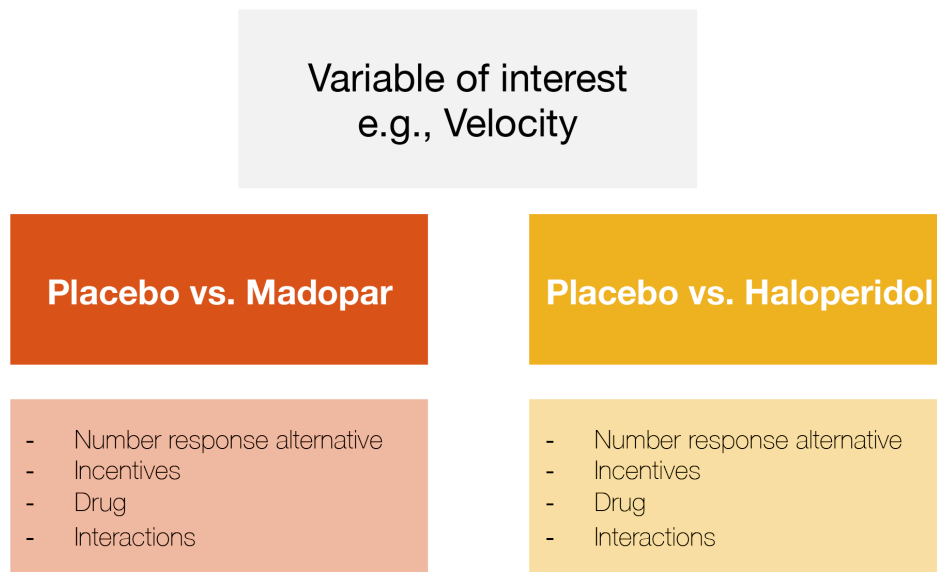 Variable of interest
e.g., Velocity
Placebo vs. Madopar
- Number response alternative
- Incentives
- Drug
- Interactions
Placebo vs. Haloperidol
- Number response alternative
- Incentives
- Drug
- Interactions